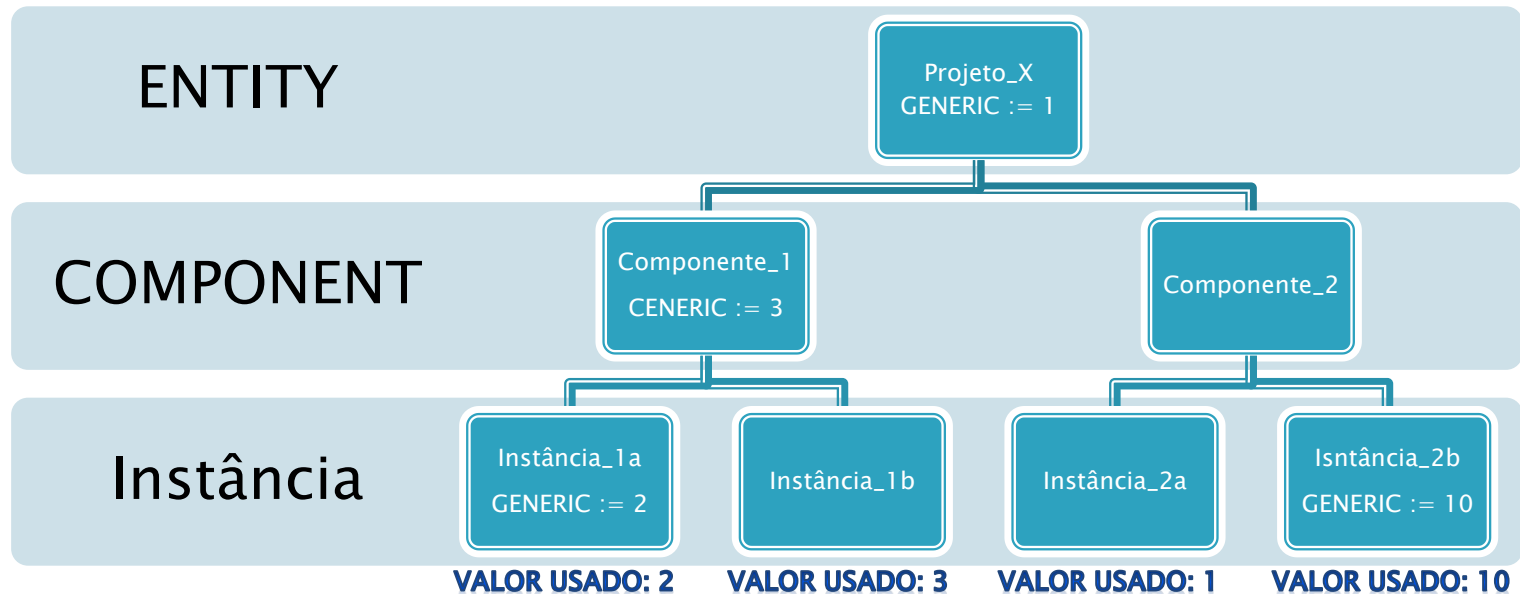 ENTITY
Projeto_X
GENERIC := 1
COMPONENT
Componente_1
CENERIC := 3
Componente_2
Instância
Instância_1a
GENERIC := 2
Instância_1b
Instância_2a
Isntância_2b
GENERIC := 10
VALOR USADO: 2
VALOR USADO: 3
VALOR USADO: 1
VALOR USADO: 10